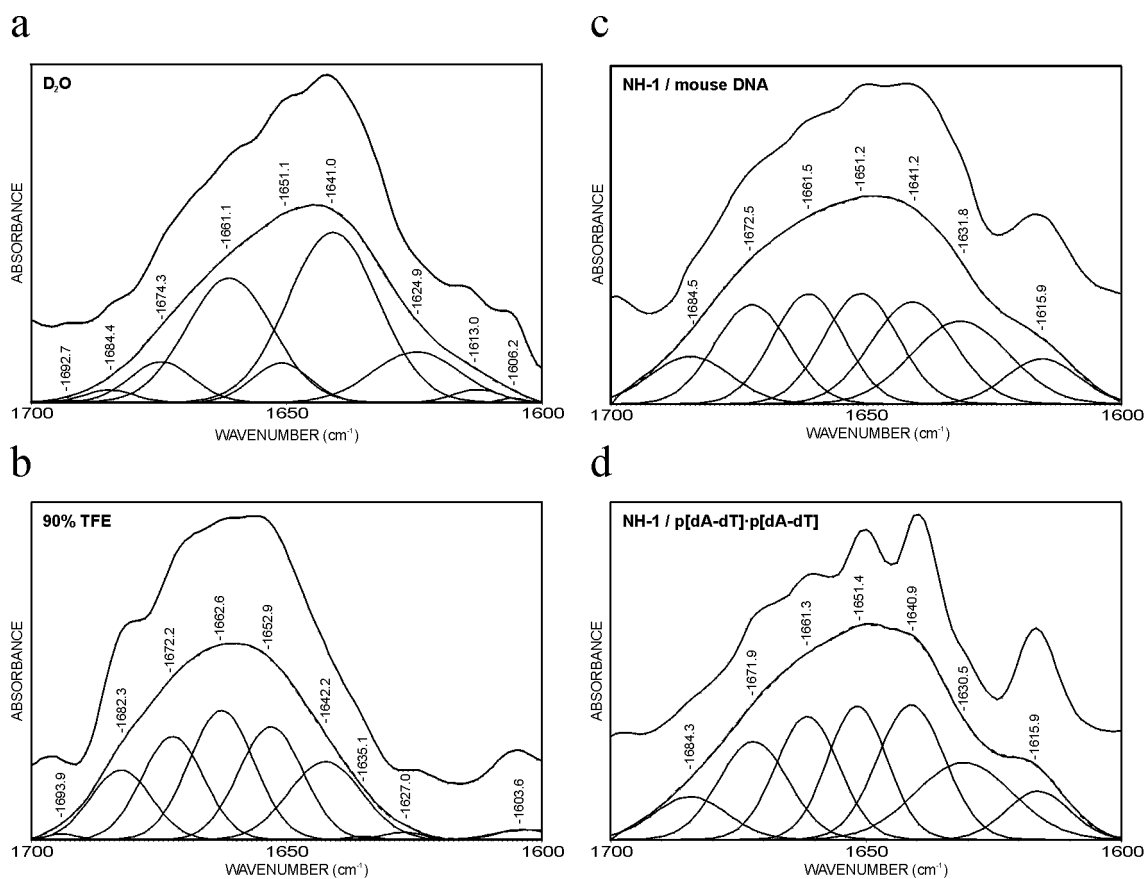 a
D₂O
ABSORBANCE
-1692.7
-1684.4
-1674.3
-1661.1
-1651.1
-1641.0
-1624.9
-1613.0
-1606.2
1700
1650
1600
WAVENUMBER (cm⁻¹)
b
90% TFE
ABSORBANCE
-1693.9
-1682.3
-1672.2
-1662.6
-1652.9
-1642.2
-1635.1
-1627.0
-1603.6
1700
1650
1600
WAVENUMBER (cm⁻¹)
c
NH-1 / mouse DNA
ABSORBANCE
-1684.5
-1672.5
-1661.5
-1651.2
-1641.2
-1631.8
-1615.9
1700
1650
1600
WAVENUMBER (cm⁻¹)
d
NH-1 / p[dA-dT]·p[dA-dT]
ABSORBANCE
-1684.3
-1671.9
-1661.3
-1651.4
-1640.9
-1630.5
-1615.9
1700
1650
1600
WAVENUMBER (cm⁻¹)